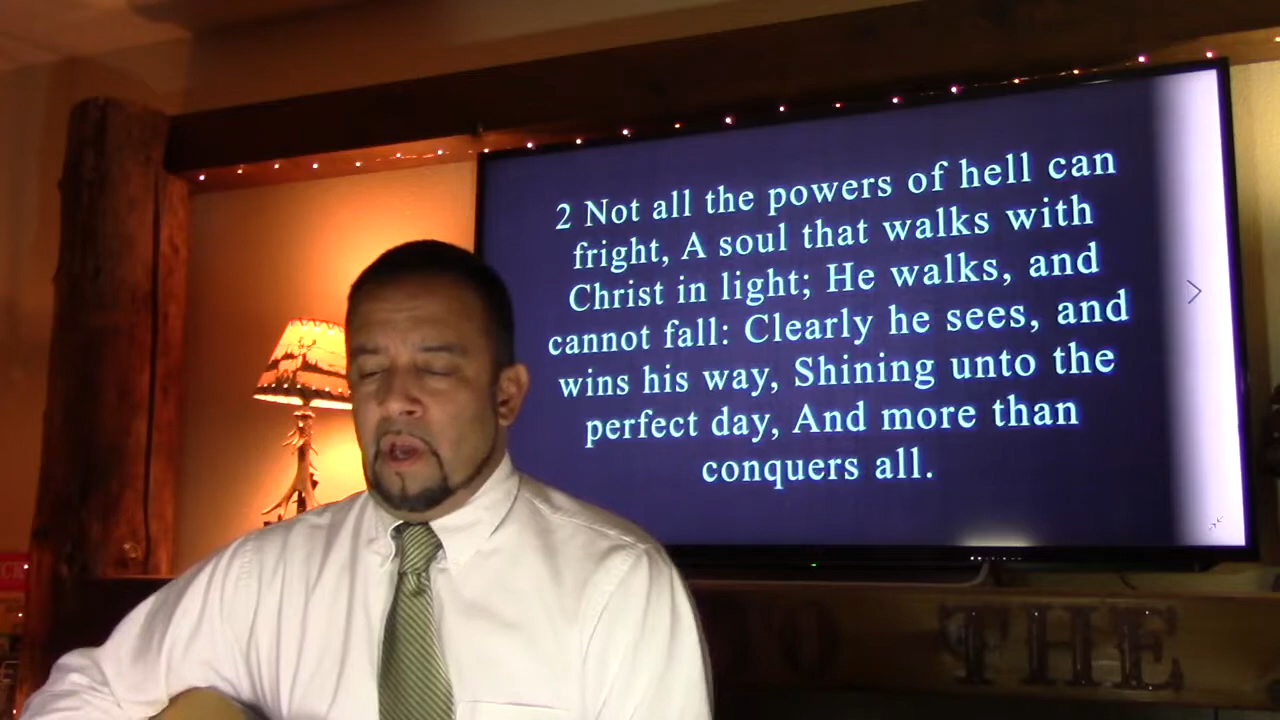 2 Not all the powers of hell can
fright, A soul that walks with
Christ in light; He walks, and
cannot fall: Clearly he sees, and
wins his way, Shining unto the
perfect day, And more than
conquers all.
THE